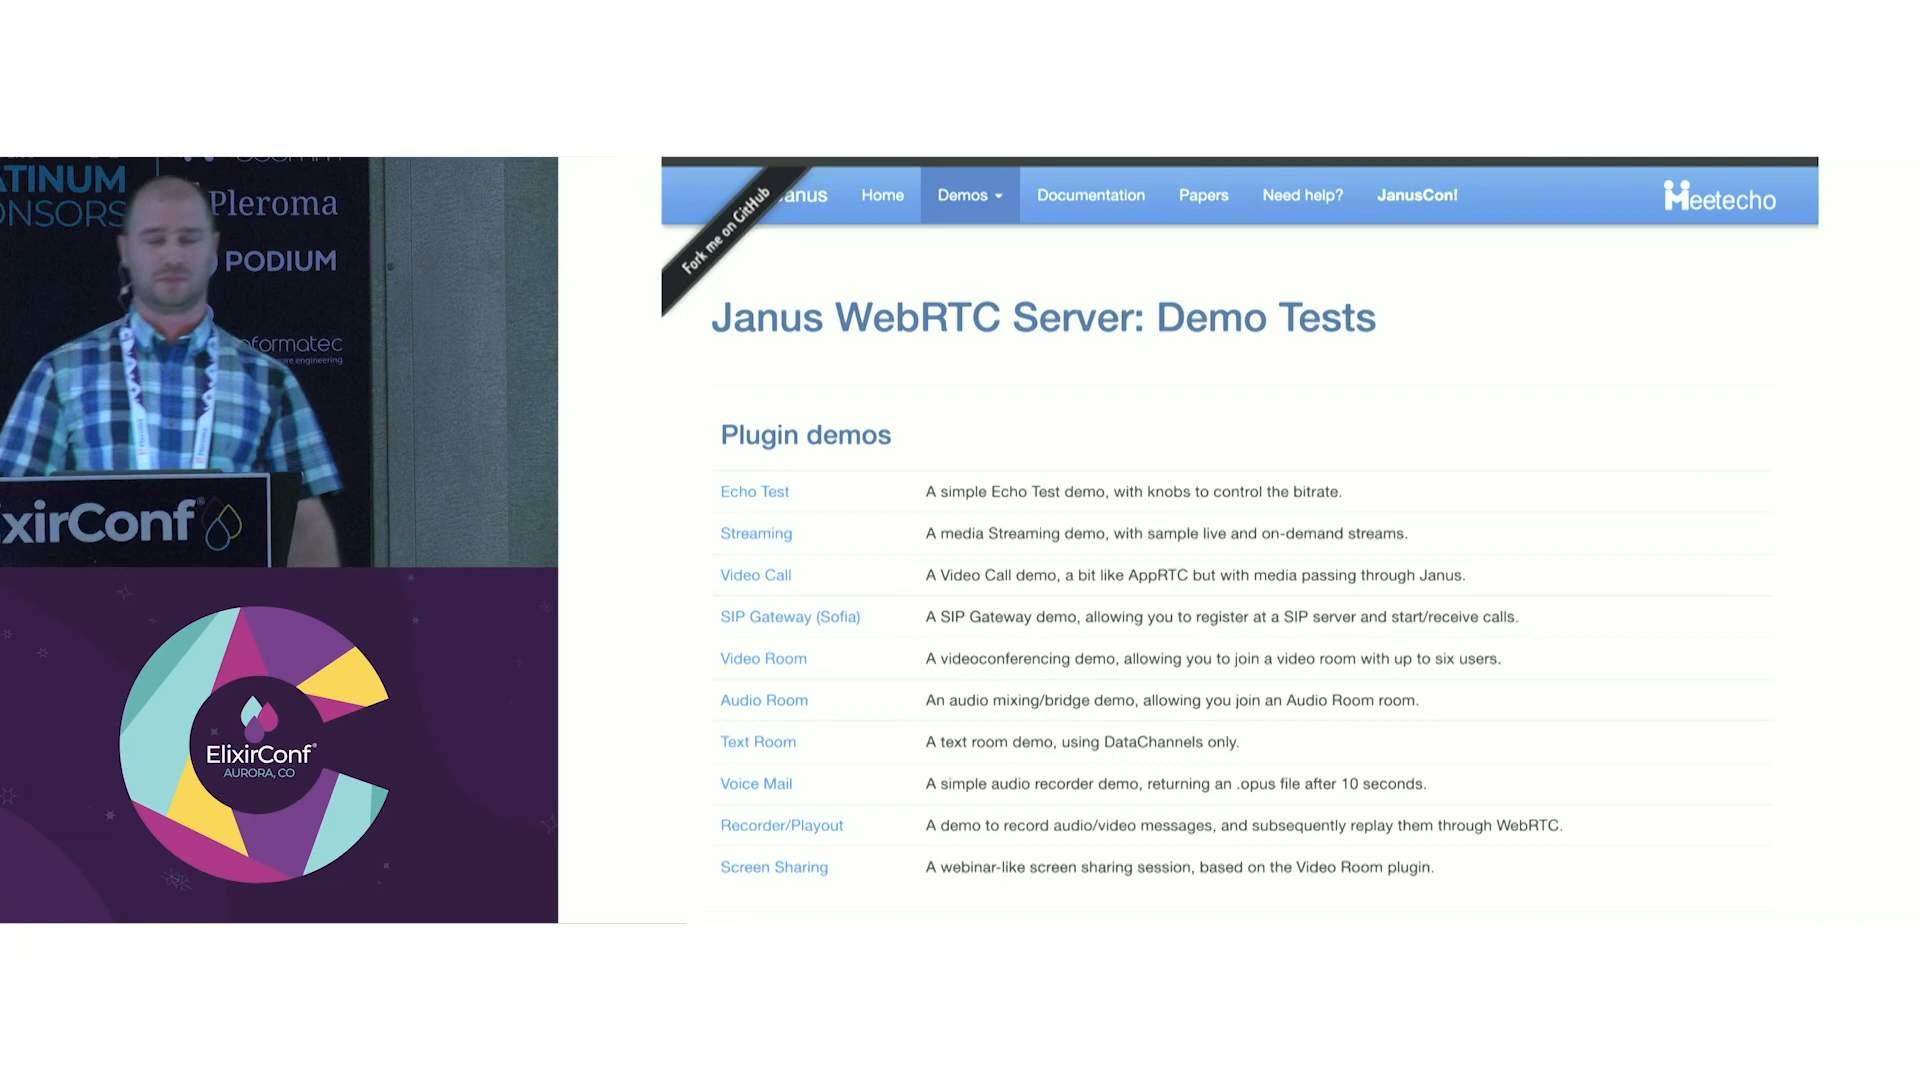 PODIUM
Pleroma
ElixirConf
AURORA, CO
Fork me on GitHub
Home
Demos
Documentation
Papers
Need help?
JanusCon!
Meetecho
Janus WebRTC Server: Demo Tests
Plugin demos
Echo Test A simple Echo Test demo, with knobs to control the bitrate.
Streaming A media Streaming demo, with sample live and on-demand streams.
Video Call A Video Call demo, a bit like AppRTC but with media passing through Janus.
SIP Gateway (Sofia) A SIP Gateway demo, allowing you to register at a SIP server and start/receive calls.
Video Room A videoconferencing demo, allowing you to join a video room with up to six users.
Audio Room An audio mixing/bridge demo, allowing you join an Audio Room room.
Text Room A text room demo, using DataChannels only.
Voice Mail A simple audio recorder demo, returning an .opus file after 10 seconds.
Recorder/Playout A demo to record audio/video messages, and subsequently replay them through WebRTC.
Screen Sharing A webinar-like screen sharing session, based on the Video Room plugin.